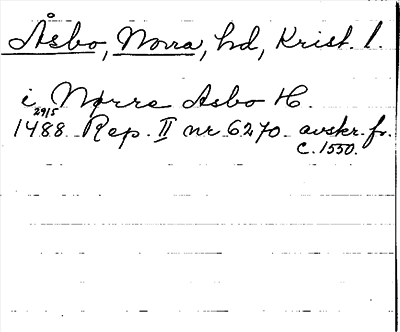 Åsbo, Norra, hd, Krist. l.
i Nørre Asbo H.
29/5
1488 Rep. II nr 6270 avskr. fr.
c. 1550.